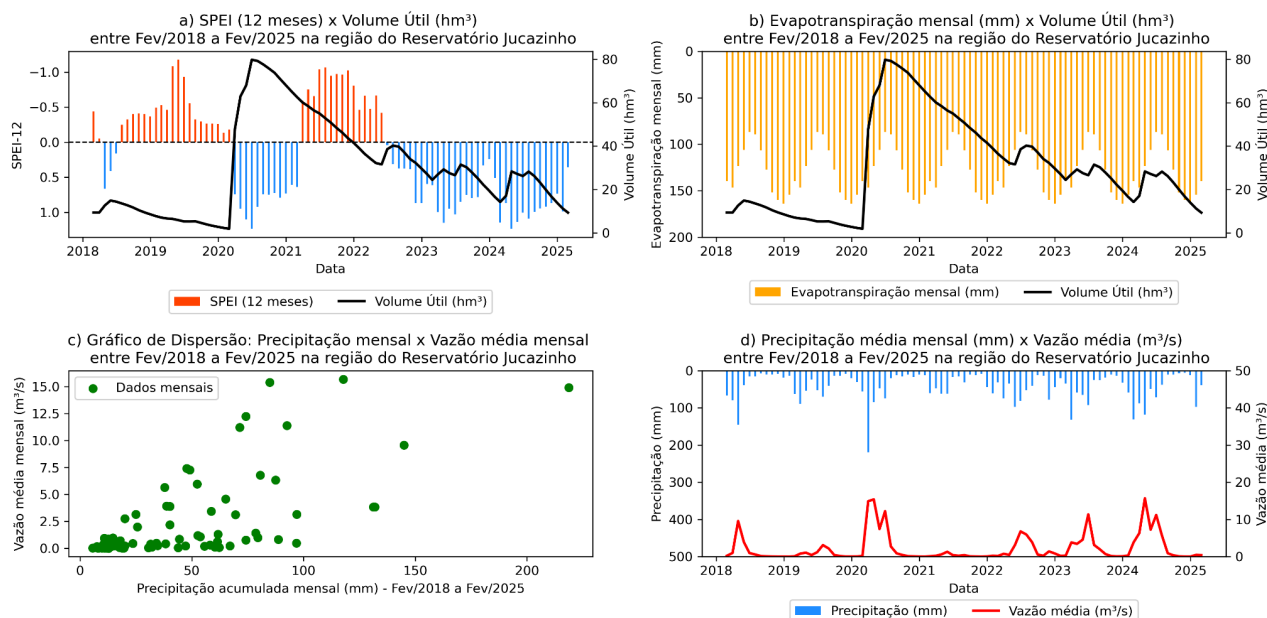 a) SPEI (12 meses) x Volume Útil (hm³)
entre Fev/2018 a Fev/2025 na região do Reservatório Jucazinho
SPEI-12
−1.0
−0.5
0.0
0.5
1.0
80
60
40
20
0
Volume Útil (hm³)
2018 2019 2020 2021 2022 2023 2024 2025
Data
SPEI (12 meses) Volume Útil (hm³)
b) Evapotranspiração mensal (mm) x Volume Útil (hm³)
entre Fev/2018 a Fev/2025 na região do Reservatório Jucazinho
Evapotranspiração mensal (mm)
0
50
100
150
200
80
60
40
20
0
Volume Útil (hm³)
2018 2019 2020 2021 2022 2023 2024 2025
Data
Evapotranspiração mensal (mm) Volume Útil (hm³)
c) Gráfico de Dispersão: Precipitação mensal x Vazão média mensal
entre Fev/2018 a Fev/2025 na região do Reservatório Jucazinho
Vazão média mensal (m³/s)
15.0
12.5
10.0
7.5
5.0
2.5
0.0
Dados mensais
0 50 100 150 200
Precipitação acumulada mensal (mm) - Fev/2018 a Fev/2025
d) Precipitação média mensal (mm) x Vazão média (m³/s)
entre Fev/2018 a Fev/2025 na região do Reservatório Jucazinho
Precipitação (mm)
0
100
200
300
400
500
50
40
30
20
10
0
Vazão média (m³/s)
2018 2019 2020 2021 2022 2023 2024 2025
Data
Precipitação (mm) Vazão média (m³/s)